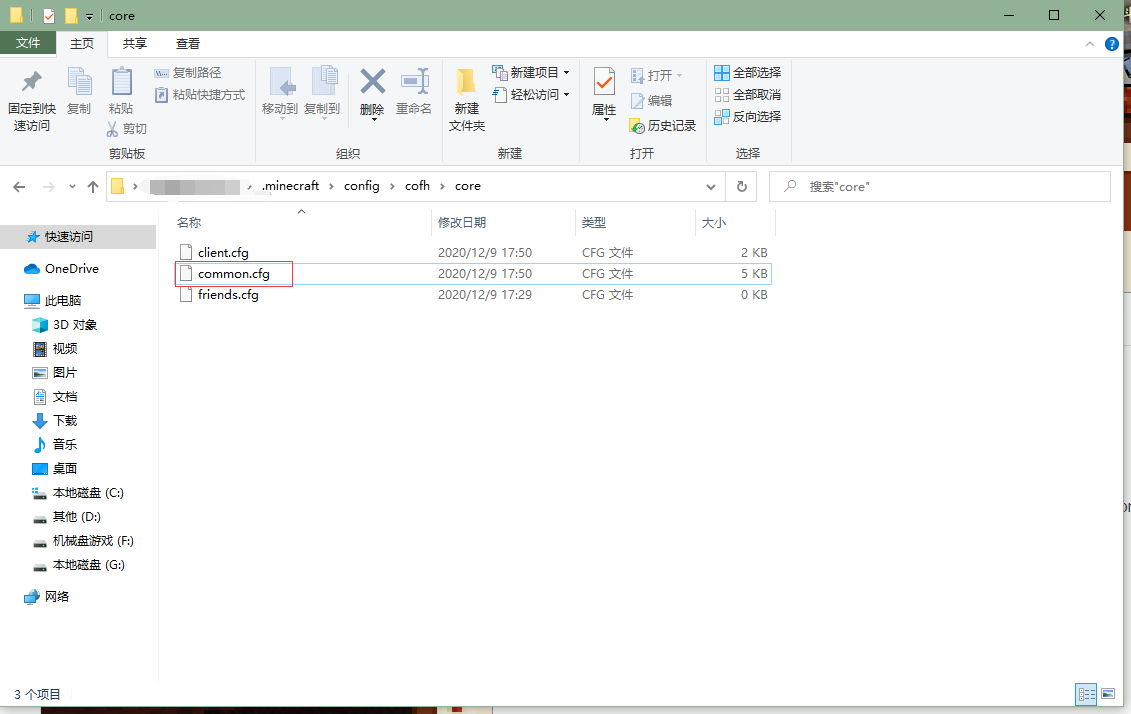 core
文件 主页 共享 查看
固定到快速访问
复制
粘贴
复制路径
粘贴快捷方式
剪切
剪贴板
移动到
复制到
删除
重命名
组织
新建文件夹
新建项目
轻松访问
新建
属性
打开
编辑
历史记录
打开
全部选择
全部取消
反向选择
选择
.minecraft › config › cofh › core
搜索"core"
名称 修改日期 类型 大小
client.cfg 2020/12/9 17:50 CFG 文件 2 KB
common.cfg 2020/12/9 17:50 CFG 文件 5 KB
friends.cfg 2020/12/9 17:29 CFG 文件 0 KB
快速访问
OneDrive
此电脑
3D 对象
视频
图片
文档
下载
音乐
桌面
本地磁盘 (C:)
其他 (D:)
机械盘游戏 (F:)
本地磁盘 (G:)
网络
3 个项目